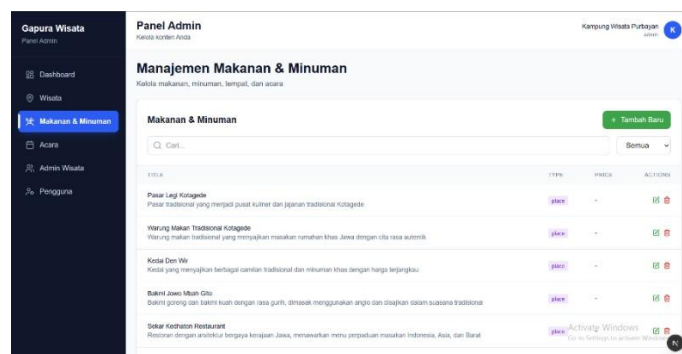 Gapura Wisata
Panel Admin
Dashboard
Wisata
Makanan & Minuman
Acara
Admin Wisata
Pengguna
Panel Admin
Kelola konten Anda
Kampung Wisata Purbayan
admin
K
Manajemen Makanan & Minuman
Kelola makanan, minuman, tempat, dan acara
Makanan & Minuman
+ Tambah Baru
Cari...
Semua
TITLE TYPE PRICE ACTIONS
Pasar Legi Kotagede
Pasar tradisional yang menjadi pusat kuliner dan jajanan tradisional Kotagede
place -
Warung Makan Tradisional Kotagede
Warung makan tradisional yang menyajikan masakan rumahan khas Jawa dengan cita rasa autentik
place -
Kedai Den Wir
Kedai yang menyajikan berbagai camilan tradisional dan minuman khas dengan harga terjangkau
place -
Bakmi Jowo Mbah Gito
Bakmi goreng dan bakmi kuah dengan rasa gurih, dimasak menggunakan anglo dan disajikan dalam suasana tradisional
place -
Sekar Kedhaton Restaurant
Restoran dengan arsitektur bergaya kerajaan Jawa, menawarkan menu perpaduan masakan Indonesia, Asia, dan Barat
place -
Activate Windows
Go to Settings to activate Windows
N